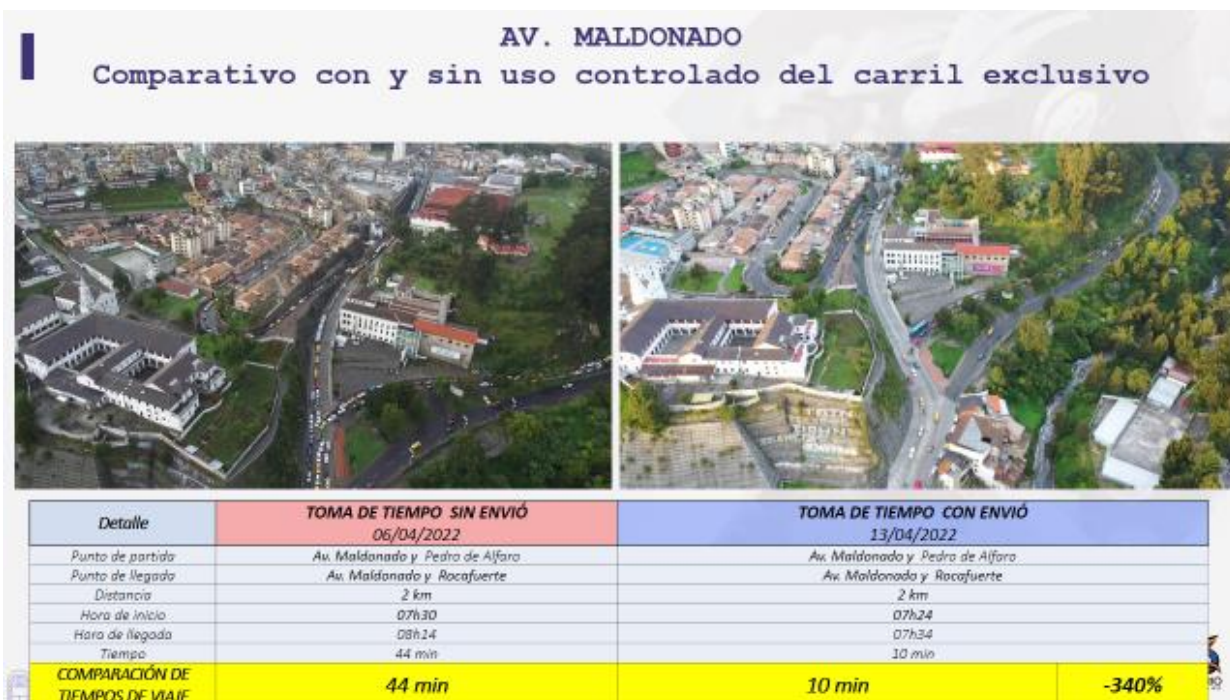 AV. MALDONADO
Comparativo con y sin uso controlado del carril exclusivo
Detalle
TOMA DE TIEMPO SIN ENVIÓ
06/04/2022
TOMA DE TIEMPO CON ENVIÓ
13/04/2022
Punto de partida
Av. Maldonado y Pedro de Alfaro
Av. Maldonado y Pedro de Alfaro
Punto de llegada
Av. Maldonado y Rocafuerte
Av. Maldonado y Rocafuerte
Distancia
2 km
2 km
Hora de inicio
07h30
07h24
Hora de llegada
08h14
07h34
Tiempo
44 min
10 min
COMPARACIÓN DE
TIEMPOS DE VIAJE
44 min
10 min
-340%